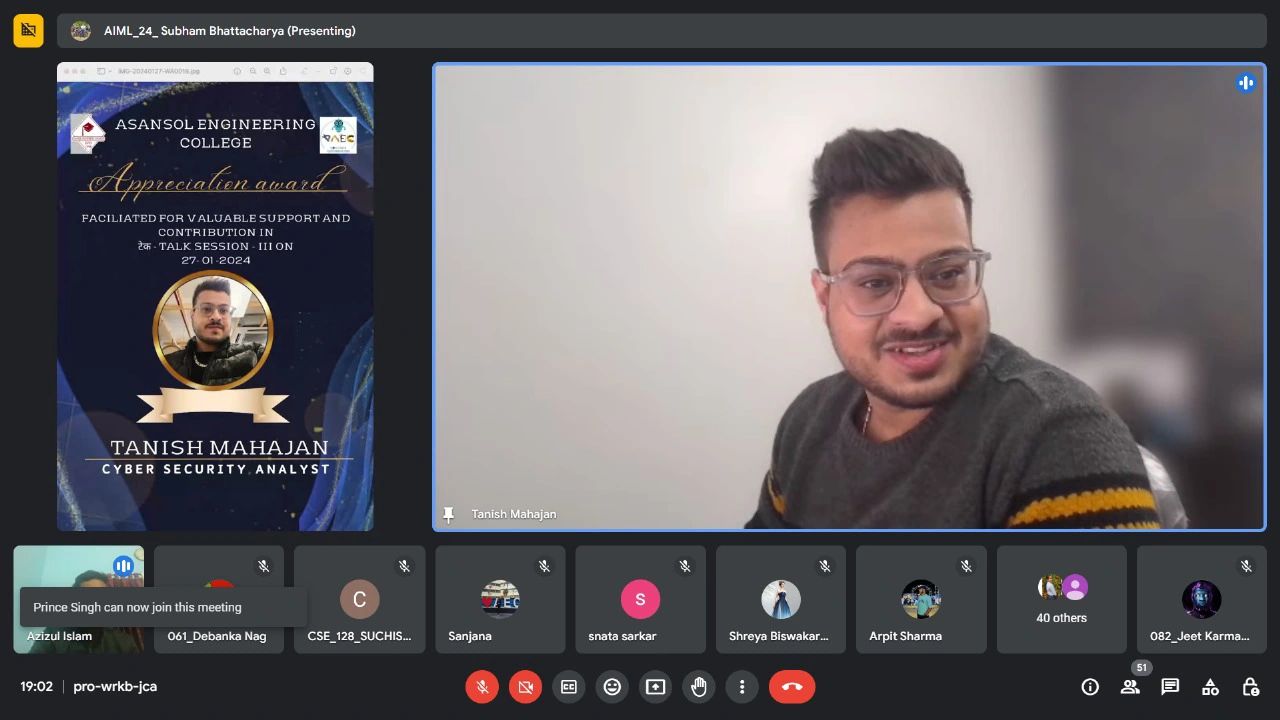 AIML_24_ Subham Bhattacharya (Presenting)
IMG-20240127-WA0018.jpg
ASANSOL ENGINEERING
COLLEGE
Appreciation award
FACILIATED FOR VALUABLE SUPPORT AND
CONTRIBUTION IN
टेक - TALK SESSION - III ON
27-01-2024
TANISH MAHAJAN
CYBER SECURITY ANALYST
Tanish Mahajan
Prince Singh can now join this meeting
Azizul Islam
061_Debanka Nag
C
CSE_128_SUCHIS...
AEC
Sanjana
S
snata sarkar
Shreya Biswakar...
Arpit Sharma
40 others
082_Jeet Karma...
19:02 | pro-wrkb-jca
51